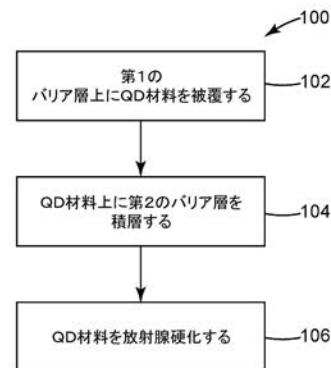 100
第1の
バリア層上にQD材料を被覆する
102
QD材料上に第2のバリア層を
積層する
104
QD材料を放射腺硬化する
106